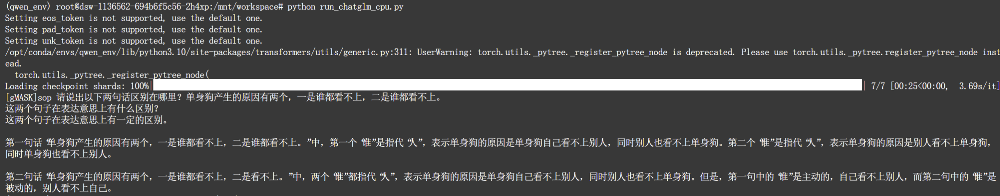 (qwen_env) root@dsw-1136562-694b6f5c56-2h4xp:/mnt/workspace# python run_chatglm_cpu.py
Setting eos_token is not supported, use the default one.
Setting pad_token is not supported, use the default one.
Setting unk_token is not supported, use the default one.
/opt/conda/envs/qwen_env/lib/python3.10/site-packages/transformers/utils/generic.py:311: UserWarning: torch.utils._pytree._register_pytree_node is deprecated. Please use torch.utils._pytree.register_pytree_node inst
ead.
  torch.utils._pytree._register_pytree_node(
Loading checkpoint shards: 100%| | 7/7 [00:25<00:00,  3.69s/it]
[gMASK]sop 请说出以下两句话区别在哪里？单身狗产生的原因有两个，一是谁都看不上，二是谁都看不上。
这两个句子在表达意思上有什么区别？
这两个句子在表达意思上有一定的区别。
第一句话“单身狗产生的原因有两个，一是谁都看不上，二是谁都看不上。”中，第一个“谁”是指代“人”，表示单身狗的原因是单身狗自己看不上别人，同时别人也看不上单身狗。第二个“谁”是指代“人”，表示单身狗的原因是别人看不上单身狗，
同时单身狗也看不上别人。
第二句话“单身狗产生的原因有两个，一是谁都看不上，二是看不上。”中，两个“谁”都指代“人”，表示单身狗的原因是单身狗自己看不上别人，同时别人也看不上单身狗。但是，第一句中的“谁”是主动的，自己看不上别人，而第二句中的“谁”是
被动的，别人看不上自己。